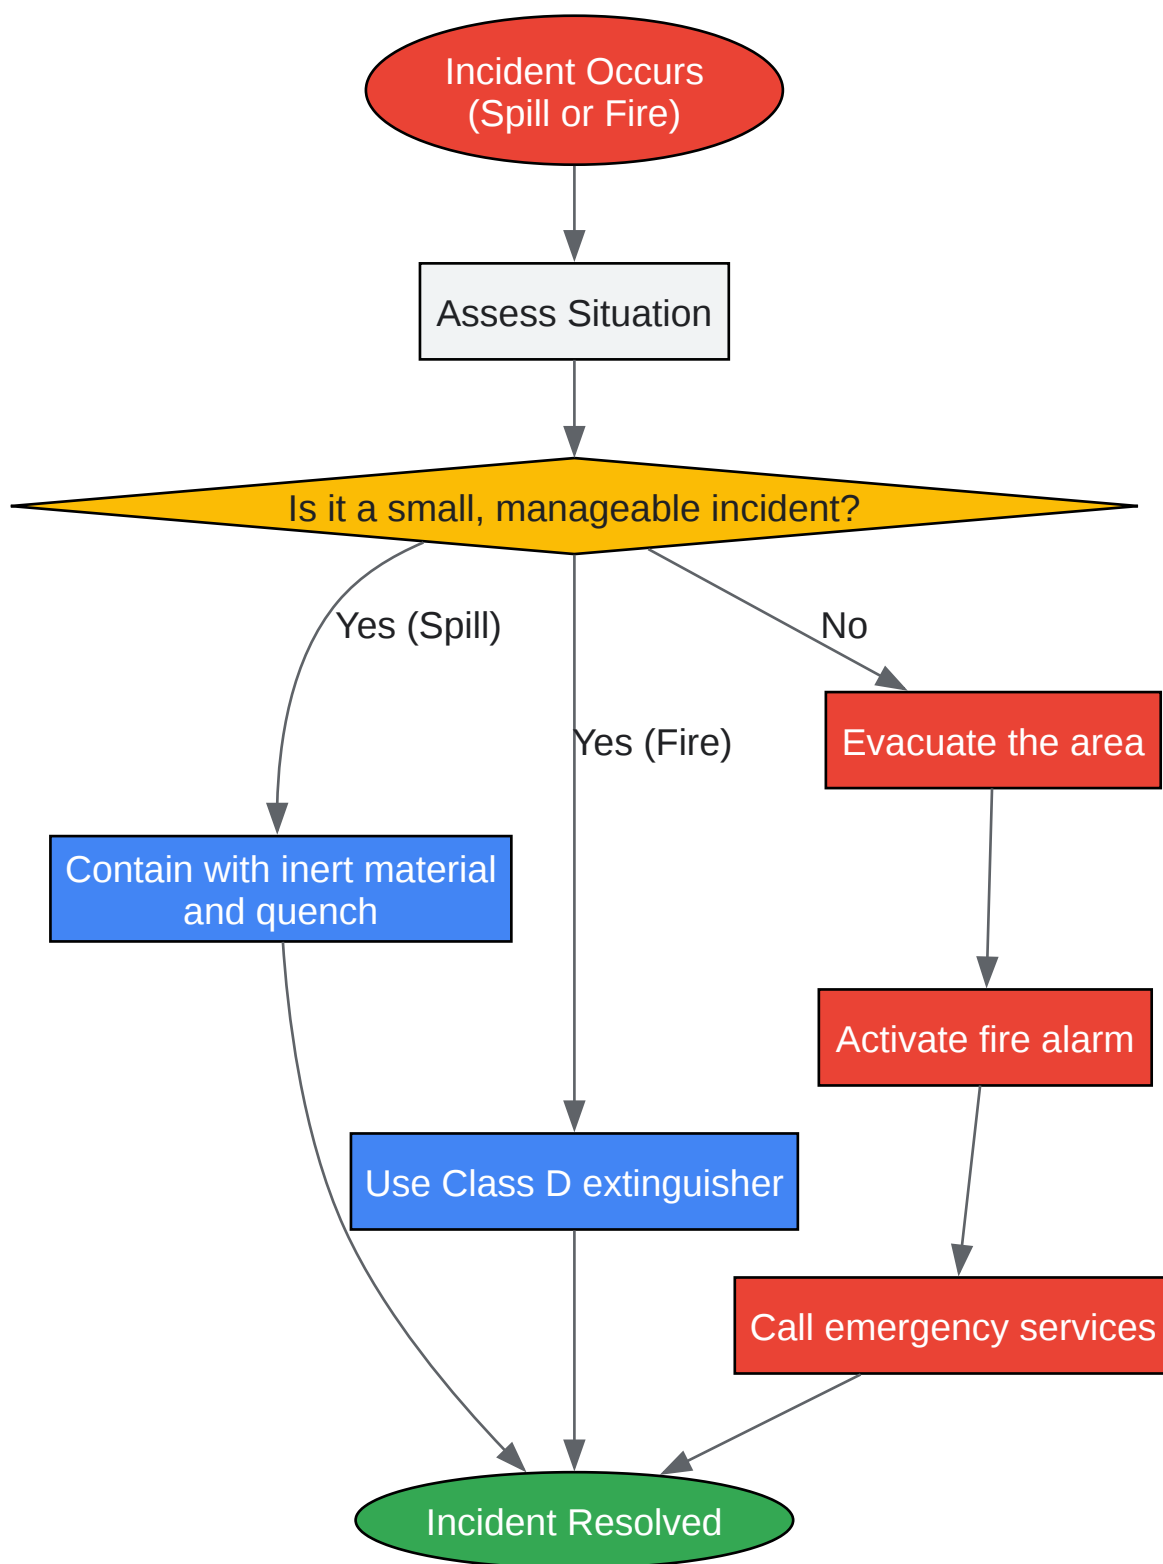 Incident Occurs
(Spill or Fire)
Assess Situation
Is it a small, manageable incident?
Yes (Spill)
No
Yes (Fire)
Evacuate the area
Contain with inert material
and quench
Activate fire alarm
Use Class D extinguisher
Call emergency services
Incident Resolved